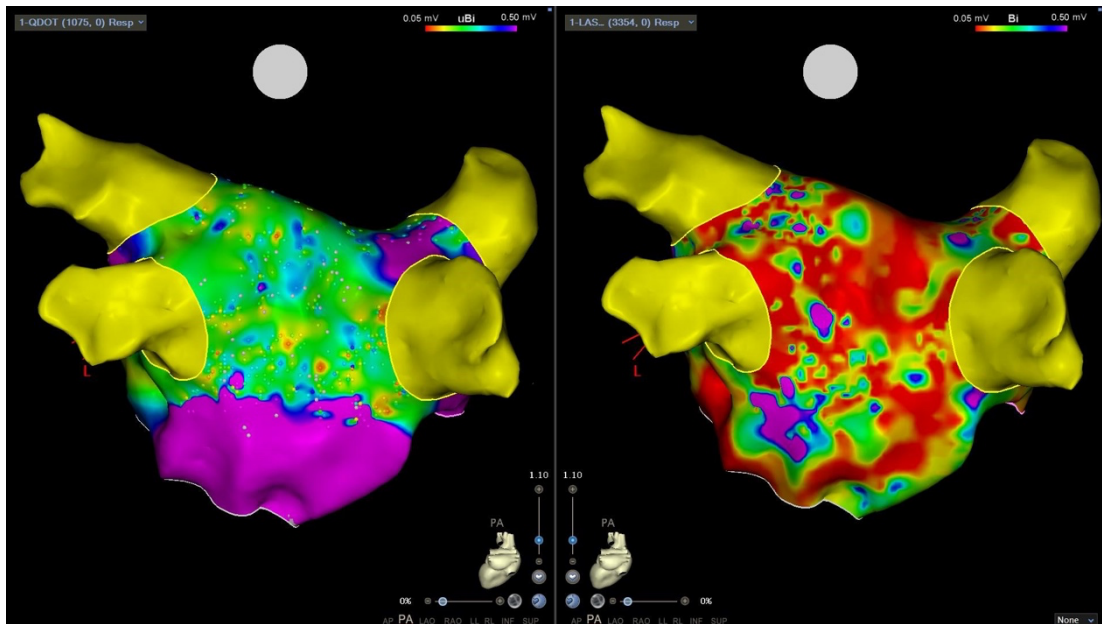 1-QDOT (1075, 0) Resp
0.05 mV uBi 0.50 mV
L
1.10
PA
0%
AP PA LAO RAO LL RL INF SUP
1-LAS... (3354, 0) Resp
0.05 mV Bi 0.50 mV
L
1.10
PA
0%
AP PA LAO RAO LL RL INF SUP
None